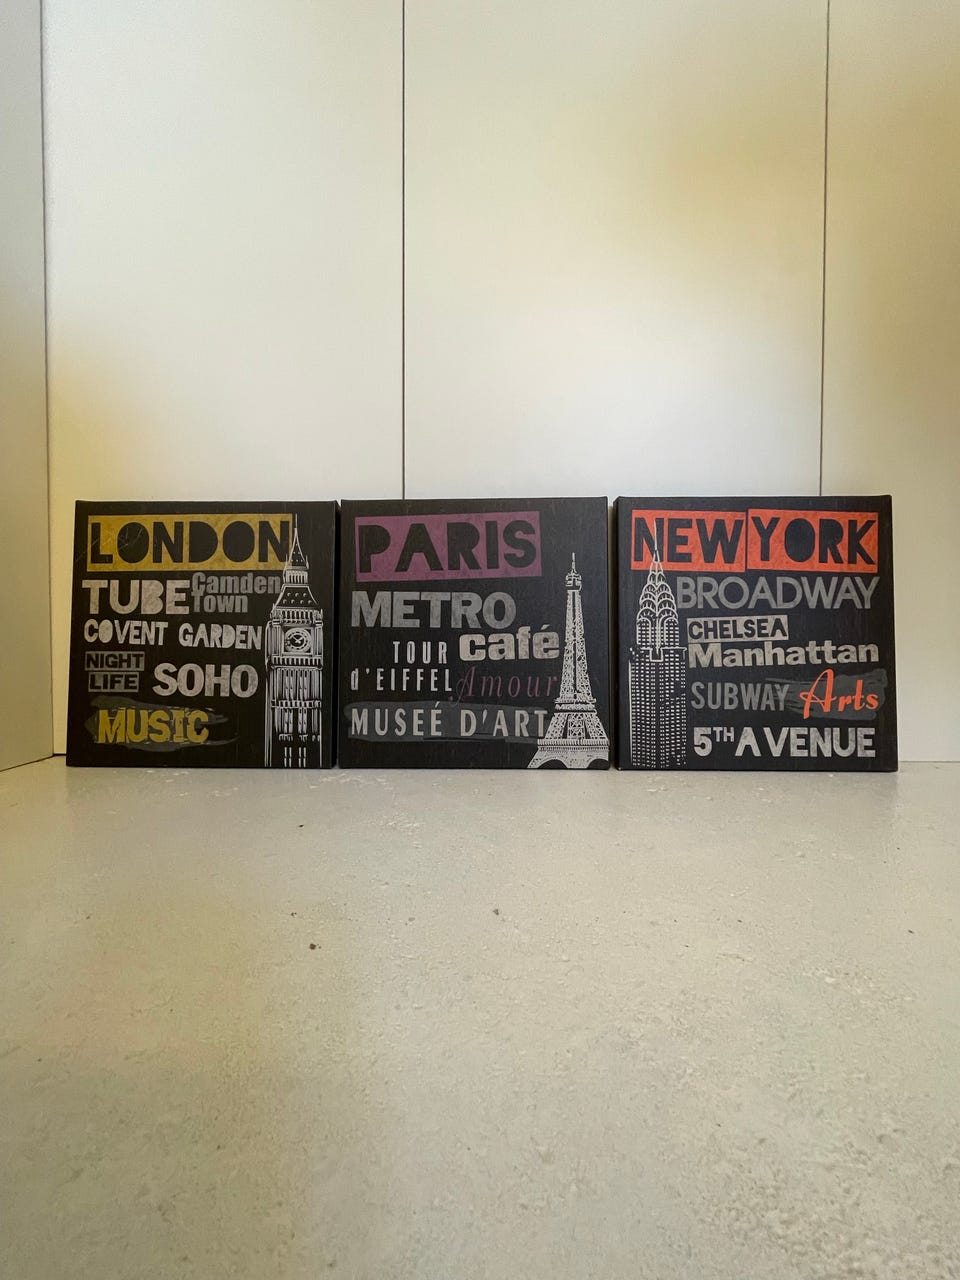 LONDON
TUBE Camden Town
COVENT GARDEN
NIGHT LIFE SOHO
MUSIC
PARIS
METRO
TOUR café
d'EIFFEL Amour
MUSEÉ D'ART
NEW YORK
BROADWAY
CHELSEA
Manhattan
SUBWAY Arts
5TH AVENUE